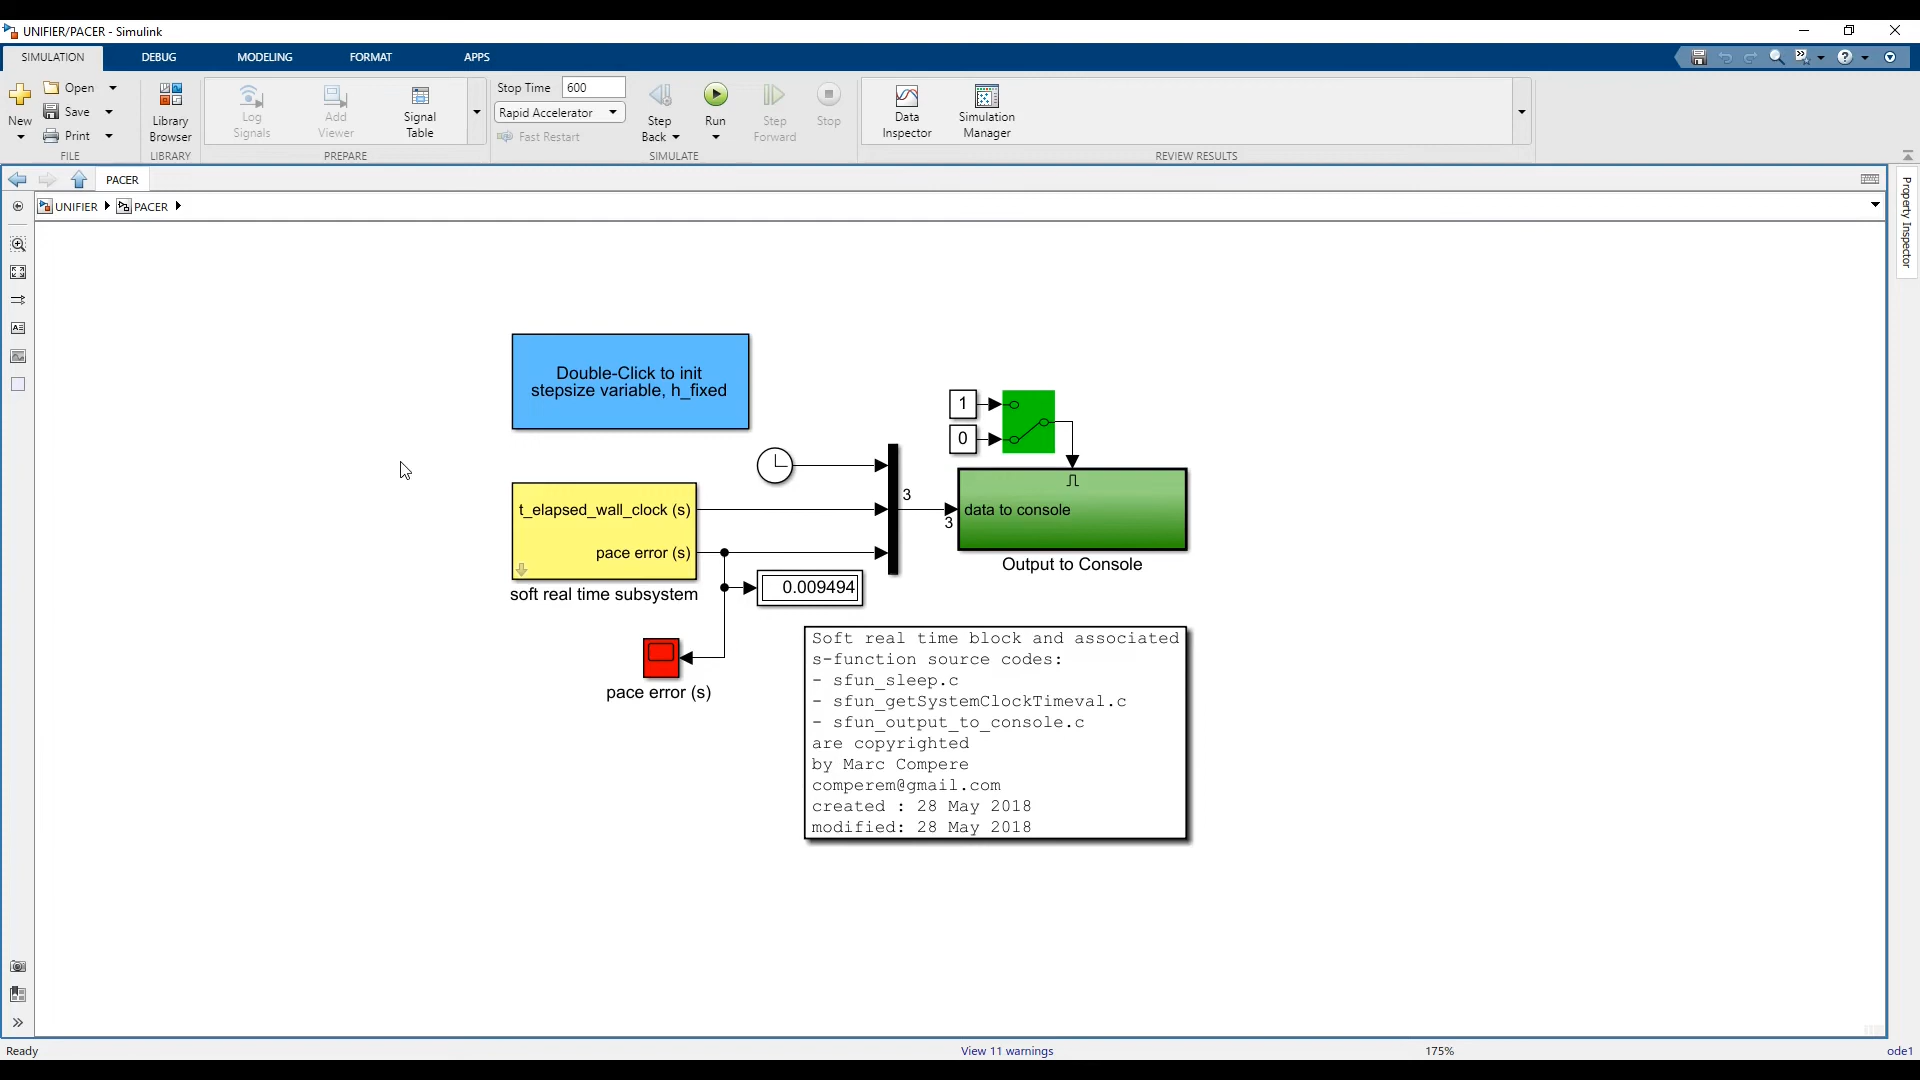 UNIFIER/PACER - Simulink
SIMULATION DEBUG MODELING FORMAT APPS
New
Open
Save
Print
FILE
Library
Browser
LIBRARY
Log
Signals
Add
Viewer
Signal
Table
PREPARE
Stop Time 600
Rapid Accelerator
Fast Restart
Step
Back
Run
Step
Forward
Stop
SIMULATE
Data
Inspector
Simulation
Manager
REVIEW RESULTS
PACER
UNIFIER PACER
Property Inspector
Double-Click to init
stepsize variable, h_fixed
1
0
t_elapsed_wall_clock (s)
pace error (s)
soft real time subsystem
3
3
data to console
Output to Console
0.009494
pace error (s)
Soft real time block and associated
s-function source codes:
- sfun_sleep.c
- sfun_getSystemClockTimeval.c
- sfun_output_to_console.c
are copyrighted
by Marc Compere
comperem@gmail.com
created : 28 May 2018
modified: 28 May 2018
Ready View 11 warnings 175% ode1